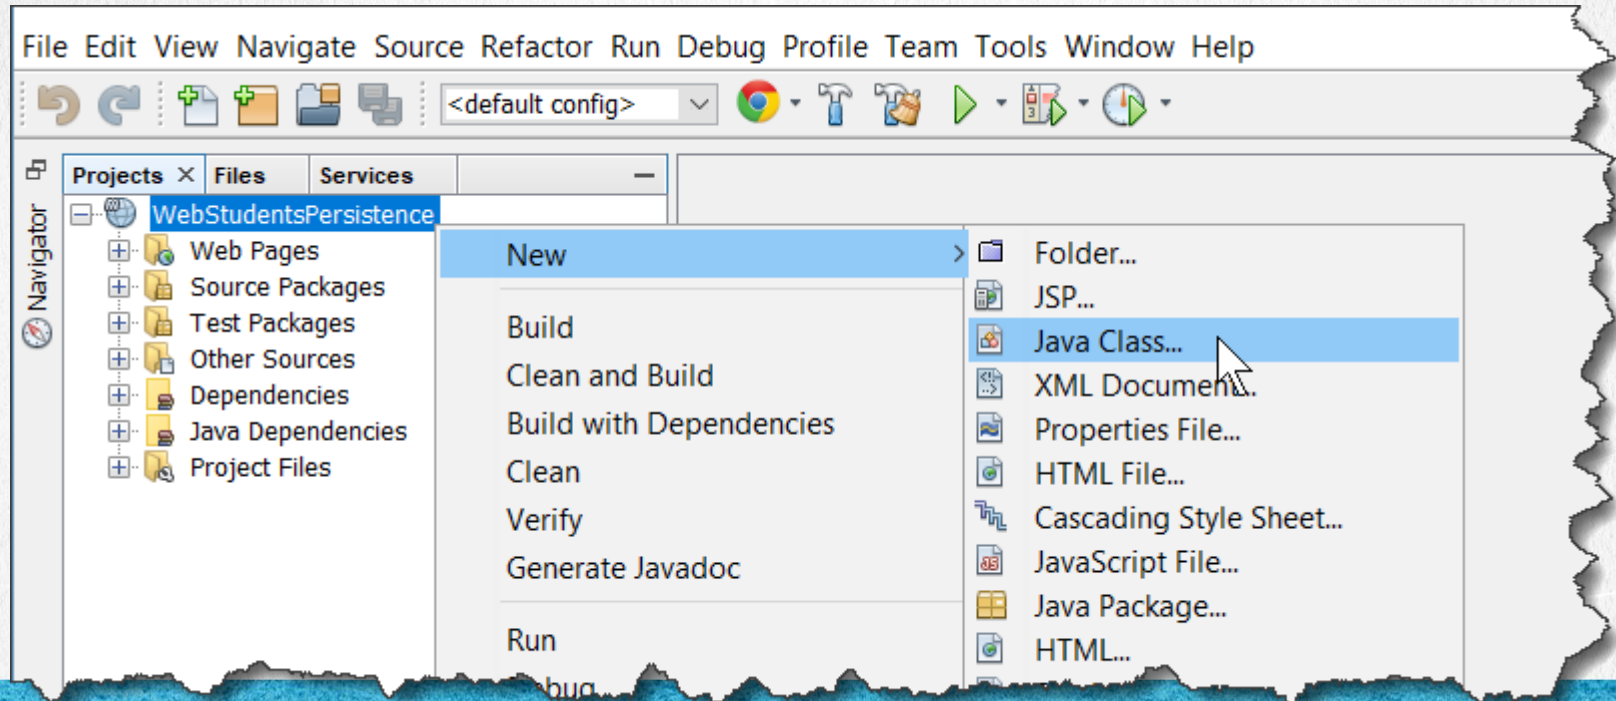 File Edit View Navigate Source Refactor Run Debug Profile Team Tools Window Help
<default config>
Projects Files Services
Navigator
WebStudentsPersistence
Web Pages
Source Packages
Test Packages
Other Sources
Dependencies
Java Dependencies
Project Files
New
Build
Clean and Build
Build with Dependencies
Clean
Verify
Generate Javadoc
Run
Folder...
JSP...
Java Class...
XML Document...
Properties File...
HTML File...
Cascading Style Sheet...
JavaScript File...
Java Package...
HTML...